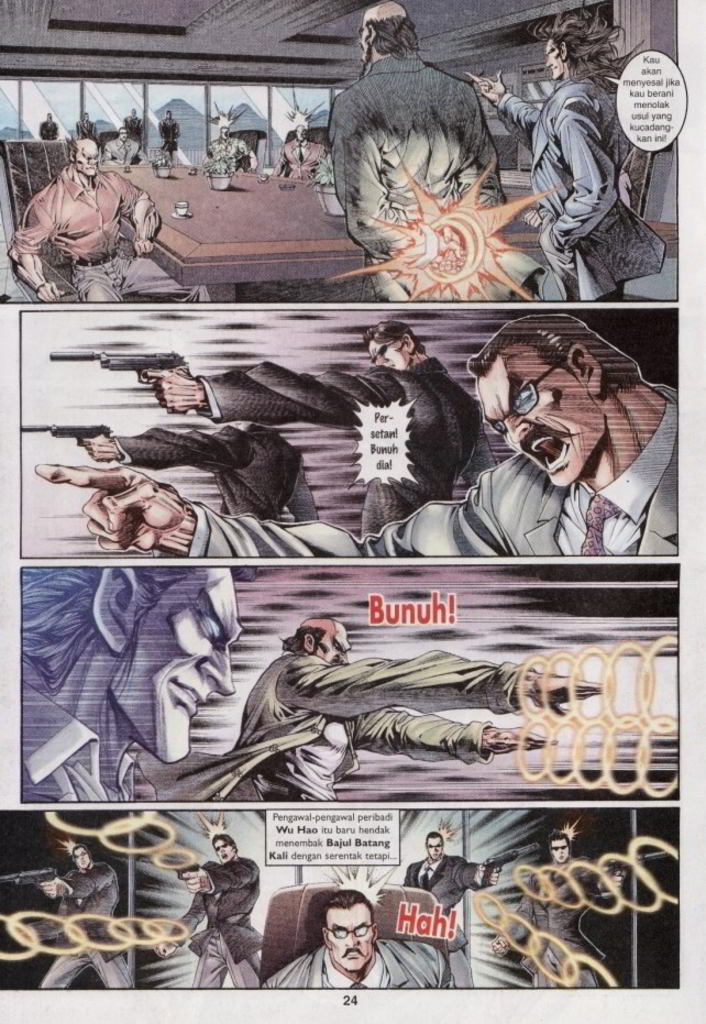 Kau
akan
menyesal jika
kau berani
menolak
usul yang
kucadang-
kan ini!
Per-
setan!
Bunuh
dia!
Bunuh!
Pengawal-pengawal peribadi
Wu Hao itu baru hendak
menembak Bajul Batang
Kali dengan serentak tetapi...
Hah!
24